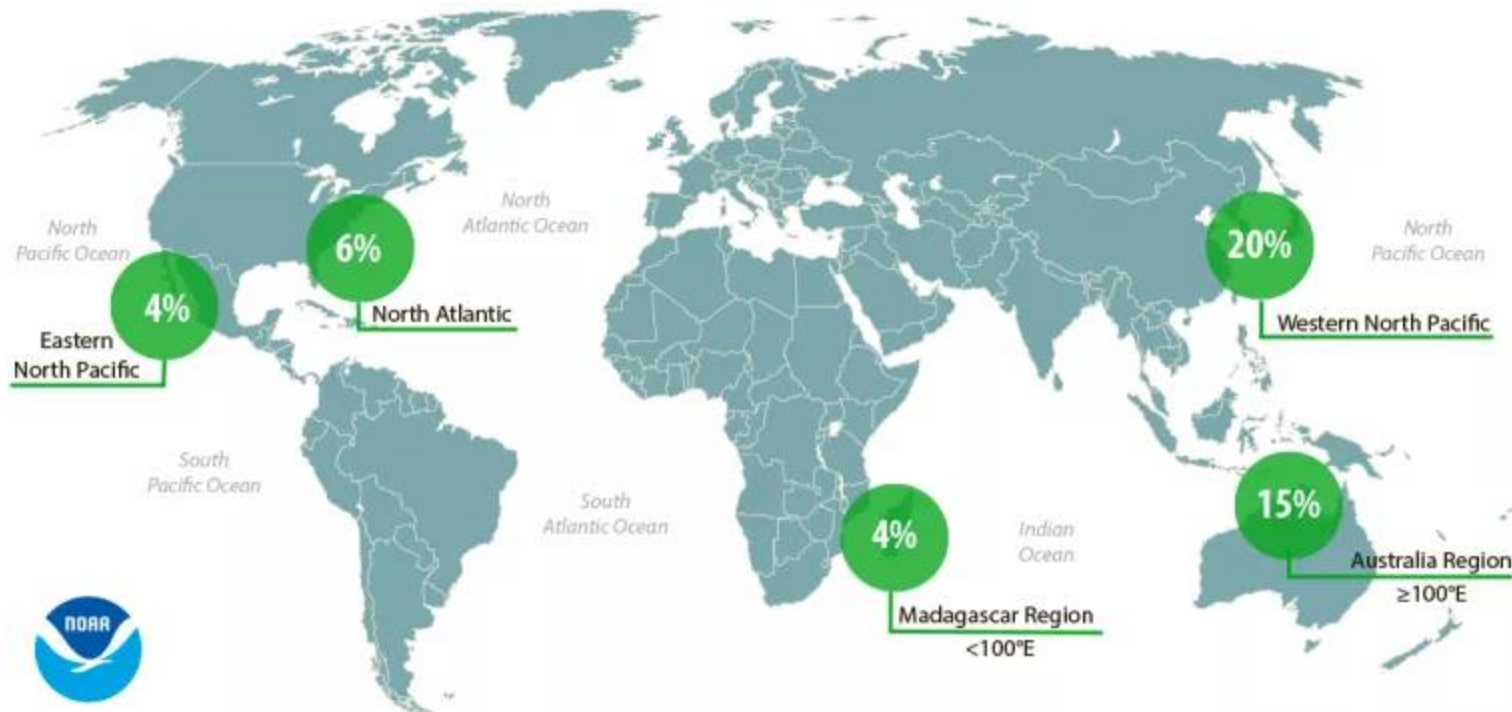 North
Atlantic Ocean
North
Pacific Ocean
North
Pacific Ocean
6%
20%
4%
North Atlantic
Western North Pacific
Eastern
North Pacific
South
Pacific Ocean
South
Atlantic Ocean
4%
Indian
Ocean
15%
Australia Region
≥100°E
Madagascar Region
<100°E
NOAA